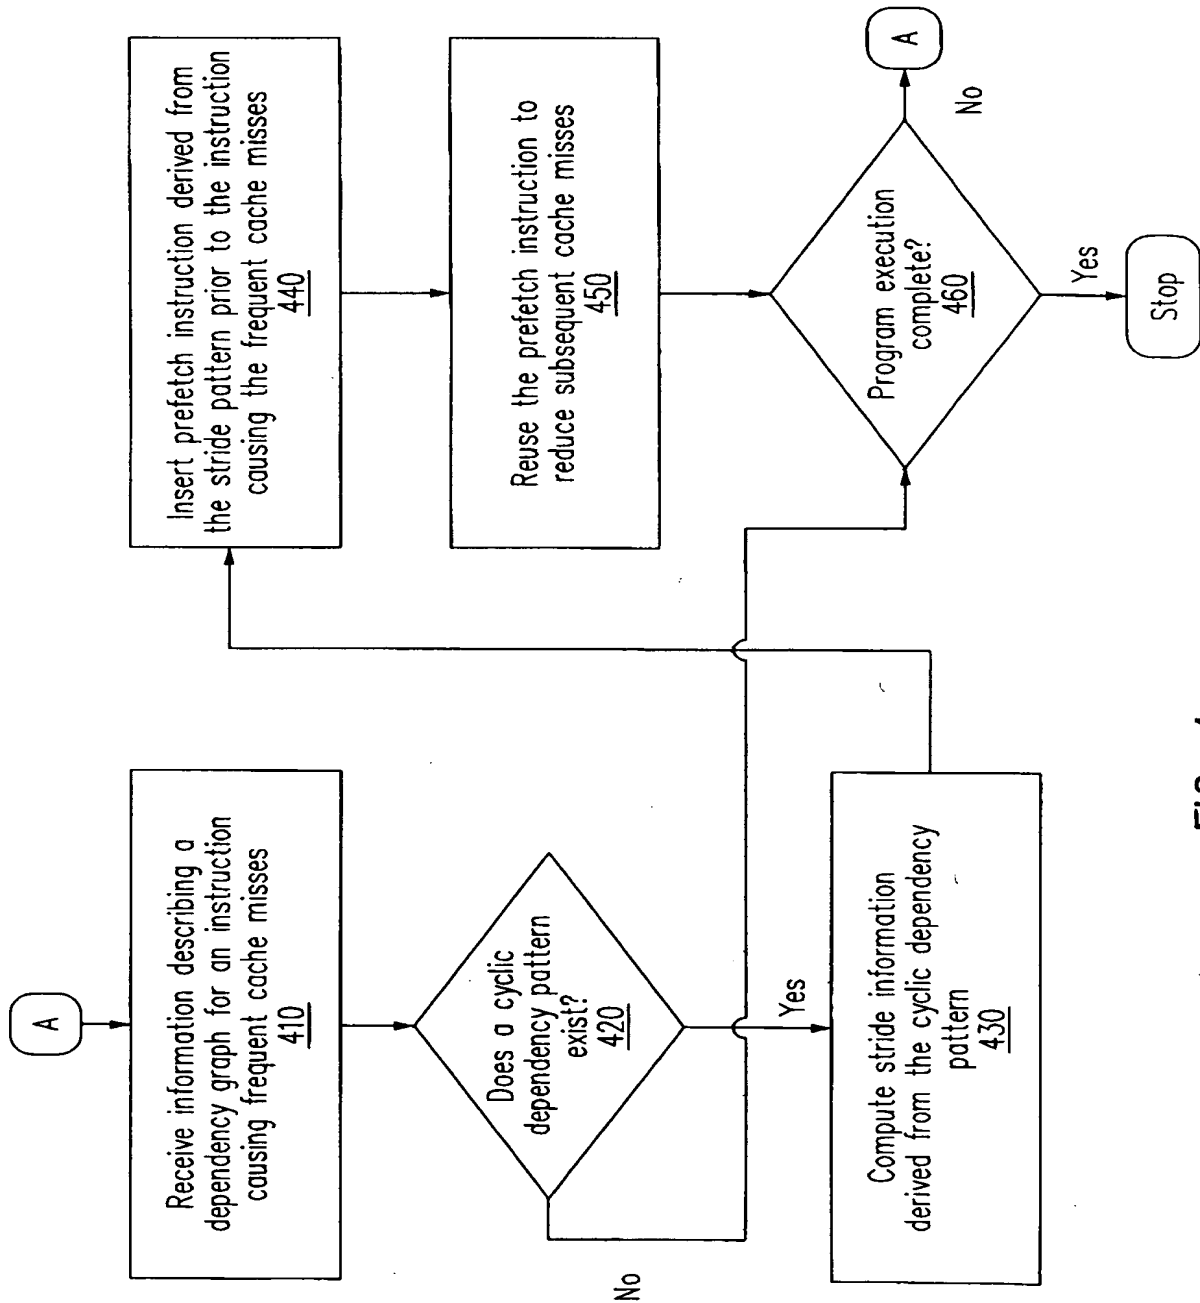 A
Receive information describing a
dependency graph for an instruction
causing frequent cache misses
410
Does a cyclic
dependency pattern
exist?
420
No
Yes
Compute stride information
derived from the cyclic dependency
pattern
430
Insert prefetch instruction derived from
the stride pattern prior to the instruction
causing the frequent cache misses
440
Reuse the prefetch instruction to
reduce subsequent cache misses
450
Program execution
complete?
460
No
A
Yes
Stop